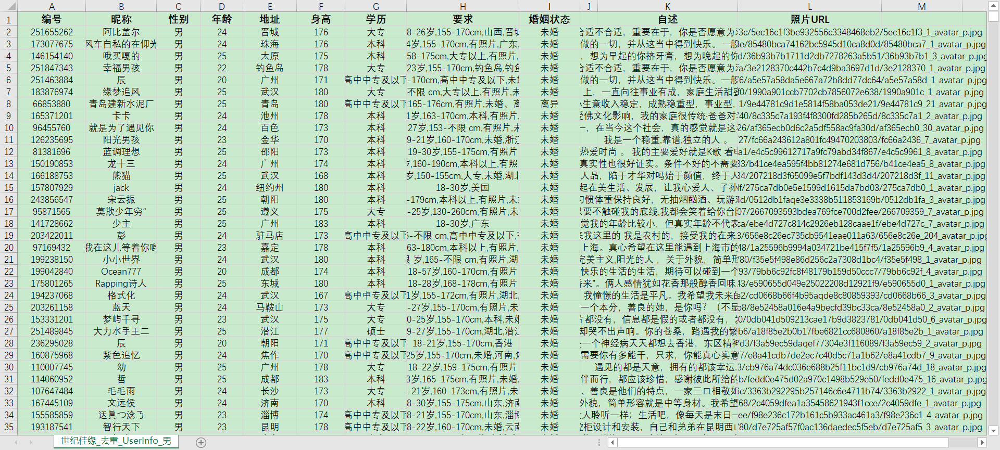 A B C D E F G H I J K L M
1 编号 昵称 性别 年龄 地址 身高 学历 要求 婚姻状态 自述 照片URL
2 251655262 阿比盖尔 男 24 晋城 176 大专 8-26岁,155-170cm,山西,晋城 未婚 合适不合适，重要在于，你是否愿意为 3c/5ec16c1f3be932556c3348468eb2/5ec16c1f3_1_avatar_p.jpg
3 173077675 风车自私的在仰光 男 24 珠海 176 本科 4岁,155-170cm,有照片,广东, 未婚 做的一切，并从这当中得到快乐。一般 e/85480bca74162bc5945d10ca8d0d/85480bca7_1_avatar_p.jpg
4 146154140 哦买嘎的 男 25 太原 175 本科 58-175cm,大专以上,有照片, 未婚 ，想为早起的你挤牙膏，想为晚起的你 d/36b93b7b1711d2db7278263a5b51/36b93b7b1_3_avatar_p.jpg
5 251847343 幸福男孩 男 22 钓鱼岛 178 大专 23岁,155-170cm,钓鱼岛,钓鱼 未婚 合适不合适，重要在于，你是否愿意为 a/3e2128370c442b7c4d9ba3697d1d/3e2128370_1_avatar_p.jpg
6 251463884 辰 男 20 广州 171 高中中专及以下 -170cm,高中中专及以下,未婚 未婚 做的一切，并从这当中得到快乐。一般 6/a5e57a58da5e667a72b8dd77dc64/a5e57a58d_1_avatar_p.jpg
7 183876974 缘梦追风 男 25 武汉 180 大专 不限 cm,大专以上,有照片,未 未婚 上，一直向往事业有成，家庭生活甜蜜 f0/1990a901ccb7702cb7856072e638/1990a901c_1_avatar_p.jpg
8 66853880 青岛建新水泥厂 男 25 青岛 180 高中中专及以下 165-176cm,有照片,未婚、离 离异 小生意收入稳定，成熟稳重型，事业型， 1/9e44781c9d1e5814f58ba053de21/9e44781c9_21_avatar_p.jpg
9 165371201 卡卡 男 24 池州 178 本科 1岁,163-170cm,本科,有照片, 未婚 受佛文化影响，我的家庭很传统·爸爸对 40/8c335c7a193f4f8300fd285b265d/8c335c7a1_2_avatar_p.jpg
10 96455760 就是为了遇见你 男 24 百色 173 本科 27岁,153-不限 cm,有照片,未 未婚 一，在当今这个社会，真的感觉就是这 26/af365ecb0d6c2a5df558ac9fa30d/af365ecb0_30_avatar_p.jpg
11 126235695 阳光男孩 男 23 金华 170 本科 9-21岁,160-170cm,未婚,浙江 未婚 我是一个稳重,靠谱,独立的人 。 27/fc66a243612a801fc49470203803/fc66a2436_7_avatar_p.jpg
12 81381696 蓝调理想 男 25 邵阳 173 本科 19-30岁,155-175cm,有照片 未婚 热爱时尚 。 我的主要爱好就是K歌 看电 a1/e4c5c99612717a9fc79abd34f867/e4c5c9961_8_avatar_p.jpg
13 150190853 龙十三 男 24 广州 174 本科 岁,160-190cm,本科以上,有照 未婚 真实性也很好证实。条件不好的不需要 33/b41ce4ea595f4bb81274e681d756/b41ce4ea5_8_avatar_p.jpg
14 166188753 熊猫 男 25 武汉 168 本科 岁,150-155cm,大专,未婚,湖北 未婚 人品，陷于才华对吗始于颜值，终于人 34/207218d3f65099e5f7bdf143d3d4/207218d3f_11_avatar_p.jpg
15 157807929 jack 男 24 纽约州 180 本科 18-30岁,美国 未婚 起在美生活、发展，让我心爱人、子孙 f/275ca7db0e5e1599d1615da7bd03/275ca7db0_1_avatar_p.jpg
16 243856547 宋云振 男 25 朝阳 180 本科 -179cm,本科以上,有照片,未 未婚 习惯体重保持良好，无抽烟酗酒、玩游 4d/0512db1faqe3e3338b511853169b/0512db1fa_3_avatar_p.jpg
17 95871565 莫欺少年穷″ 男 25 遵义 175 大专 -25岁,130-260cm,有照片,未 未婚 只要不触碰我的底线,我都会笑着给你台阶 07/2667093593bdea769fce700d2fee/266709359_7_avatar_p.jpg
18 141728662 少主 男 25 广州 183 本科 18-30岁,广东 未婚 觉我的年龄比较小，但真实年龄不代表 ca/ebe4d727c814c2926eb128caae1f/ebe4d727c_7_avatar_p.jpg
19 203422011 彭 男 24 驻马店 173 高中中专及以下 5-不限 cm,高中中专及以下, 未婚 来我这里的 我是农村的，接受我的在来 3/656e8c26ec735cb9541eae011a63/656e8c26e_204_avatar_p.jpg
20 97169432 我在这儿等着你哟 男 23 嘉定 178 本科 63-180cm,本科以上,有照片, 未婚 上海。真心希望在这里能遇到上海市的 48/1a25596b9994a034721be415f7f5/1a25596b9_4_avatar_p.jpg
21 199238150 小小世界 男 24 武汉 180 本科 限 岁,165-不限 cm,有照片,湖 未婚 完美主义,阳光的人 ，关于外貌，简单形 80/f35e5f498e86d256c2a7308d1bc4/f35e5f498_1_avatar_p.jpg
22 199042840 Ocean777 男 20 成都 174 本科 18-57岁,160-170cm,有照片 未婚 快乐的生活的生活，期待可以碰到一个 93/79bb6c92fc8f48179b159d50ccc7/79bb6c92f_4_avatar_p.jpg
23 175801265 Rapping诗人 男 25 东城 180 本科 18-28岁,168-178cm,有照片 未婚 香来"。俩人感情犹如花香那般醇香回味 43/e590655d049e25022208d12921f9/e590655d0_1_avatar_p.jpg
24 194237068 格式化 男 24 武汉 167 高中中专及以下 1岁,155-172cm,有照片,湖北, 未婚 我憧憬的生活是平凡。我希望我未来的 e2/cd0668b66f4b95aqde8c80859393/cd0668b66_3_avatar_p.jpg
25 203261158 蓝天 男 24 马鞍山 173 大专 -27岁,155-170cm,有照片,未 未婚 一个本分，善良的她，是你吗？（不显 b8/8e52458a016e4a9becfd39bc33ca/8e52458a0_2_avatar_p.jpg
26 153331201 梦屿千寻 男 23 武汉 175 大专 0-25岁,155-170cm,本科,未婚 未婚 片都没有，信息都是假的或者都没有， 0/0db041d509213cae17b9d3823781/0db041d50_6_avatar_p.jpg
27 251489845 大力水手王二 男 25 潜江 177 硕士 9-27岁,155-170cm,湖北,潜江 未婚 却哭不出声响。你的苍桑，路遇我的繁 b6/a18f85e2b0b17fbe6821cc680860/a18f85e2b_1_avatar_p.jpg
28 236295028 辰 男 20 朝阳 171 高中中专及以下 18-21岁,155-170cm,香港 未婚 一个神经病天天都想去香港，东区精神 d3/f3a59ec59daqef77304e3f116089/f3a59ec59_2_avatar_p.jpg
29 160875968 紫色追忆 男 24 焦作 170 高中中专及以下 25岁,155-170cm,未婚,河南,焦 未婚 需要你有多能干，只求，你能真心实意 7/e8a41cdb7de2ec7c40d5c71a1b62/e8a41cdb7_9_avatar_p.jpg
30 110007745 幼 男 24 广州 178 大专 18-22岁,159-175cm,有照片 未婚 遇见的都是天意，拥有的都该幸运. 3/cb976a74dc036e688b25f11bc1d9/cb976a74d_18_avatar_p.jpg
31 114060952 哲 男 25 成都 183 本科 3岁,165-175cm,有照片,未婚, 未婚 伴而行，都应该珍惜，感谢彼此所给的 b/fedd0e475d02a970c1498b529e50/fedd0e475_16_avatar_p.jpg
32 107647484 毛毛雨 男 24 长沙 173 大专 -21岁,160-173cm,有照片,未 未婚 、善良是他们的特点，一家三口相敬如 6c/3363b292295b257146c6e4711b74/3363b2922_1_avatar_p.jpg
33 167445109 文远侯 男 24 济南 170 本科 8-30岁,155-175cm,山东,济南 未婚 外貌，简单形容就是中等身材。我希望 68/2c4059dfea1a35458621943f1cce/2c4059dfe_1_avatar_p.jpg
34 155585859 送眞つ淰ㄋ 男 23 淄博 174 高中中专及以下 8-21岁,155-170cm,山东,淄博 未婚 人聆听一样；生活吧，像每天是末日一 ee/f98e236c172b161c5b933ac461a3/f98e236c1_4_avatar_p.jpg
35 193187541 智行天下 男 23 昆明 178 高中中专及以下 8-22岁,160-170cm,未婚,云南 未婚 控柜设计和安装，自己和弟弟在昆明西山 80/d7e725af57f0ac136daedec5f5eb/d7e725af5_3_avatar_p.jpg
世纪佳缘_去重_UserInfo_男